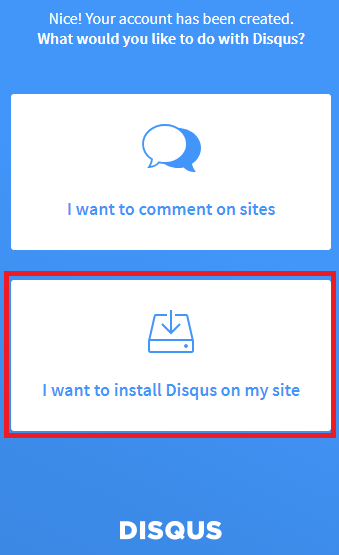 Nice! Your account has been created.
What would you like to do with Disqus?
I want to comment on sites
I want to install Disqus on my site
DISQUS